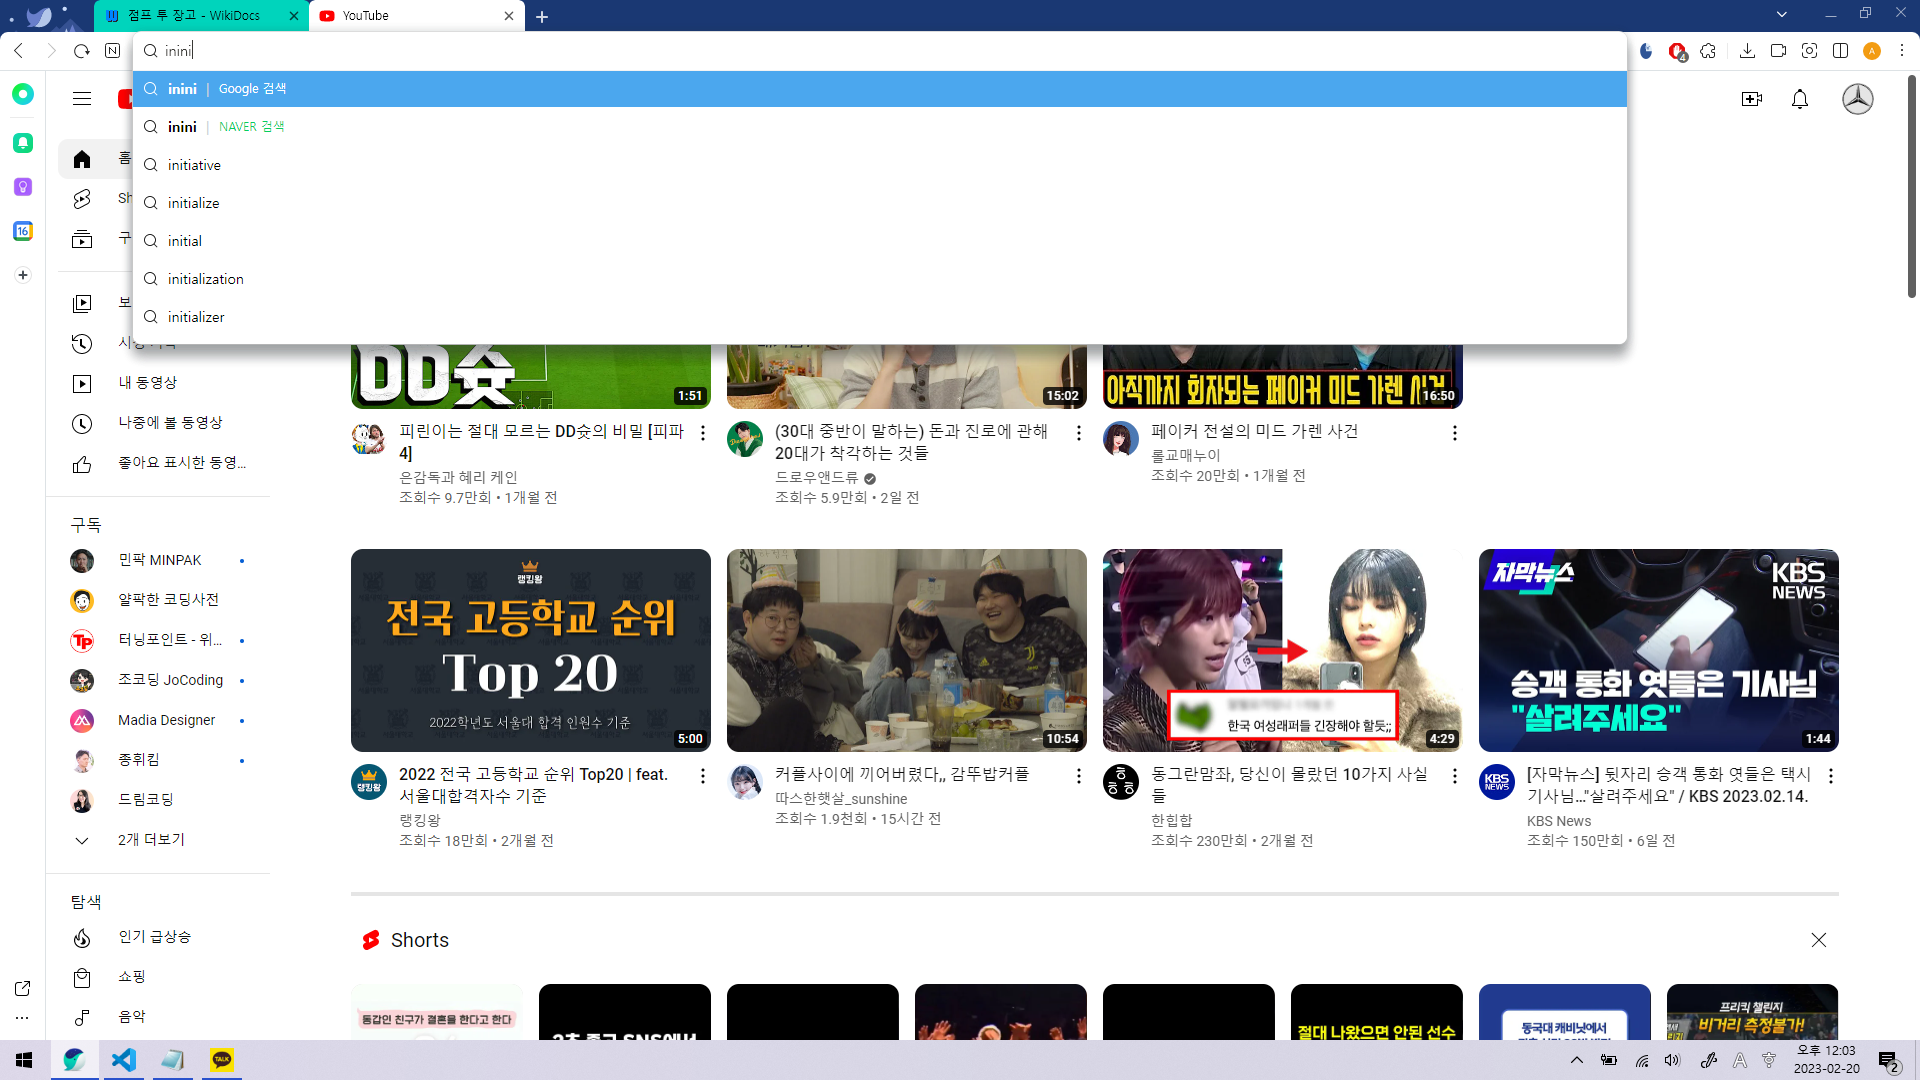 점프 투 장고 - WikiDocs
YouTube
inini
inini | Google 검색
inini | NAVER 검색
initiative
initialize
initial
initialization
initializer
4
A
16
홈
Sh
구
보
내 동영상
나중에 볼 동영상
좋아요 표시한 동영...
구독
민팍 MINPAK
얄팍한 코딩사전
터닝포인트 - 위...
조코딩 JoCoding
Madia Designer
종휘킴
드림코딩
2개 더보기
탐색
인기 급상승
쇼핑
음악
DD슛
1:51
15:02
아직까지 회자되는 페이커 미드 가렌 사건
16:50
피린이는 절대 모르는 DD슛의 비밀 [피파
4]
은감독과 혜리 케인
조회수 9.7만회 • 1개월 전
(30대 중반이 말하는) 돈과 진로에 관해
20대가 착각하는 것들
드로우앤드류
조회수 5.9만회 • 2일 전
페이커 전설의 미드 가렌 사건
롤교매누이
조회수 20만회 • 1개월 전
랭킹왕
전국 고등학교 순위
Top 20
2022학년도 서울대 합격 인원수 기준
5:00
10:54
한국 여성래퍼들 긴장해야 할듯;;
4:29
자막뉴스
KBS
NEWS
승객 통화 엿들은 기사님
"살려주세요"
1:44
랭킹왕
2022 전국 고등학교 순위 Top20 | feat.
서울대합격자수 기준
랭킹왕
조회수 18만회 • 2개월 전
커플사이에 끼어버렸다,, 감뚜밥커플
따스한햇살_sunshine
조회수 1.9천회 • 15시간 전
동그란맘좌, 당신이 몰랐던 10가지 사실
들
한힙합
조회수 230만회 • 2개월 전
KBS
NEWS
[자막뉴스] 뒷자리 승객 통화 엿들은 택시
기사님..."살려주세요" / KBS 2023.02.14.
KBS News
조회수 150만회 • 6일 전
Shorts
동갑인 친구가 결혼을 한다고 한다
절대 나왔으면 안된 선수
동국대 캐비닛에서
프리킥 챌린지
비거리 측정불가!
TALK
A
오후 12:03
2023-02-20
2